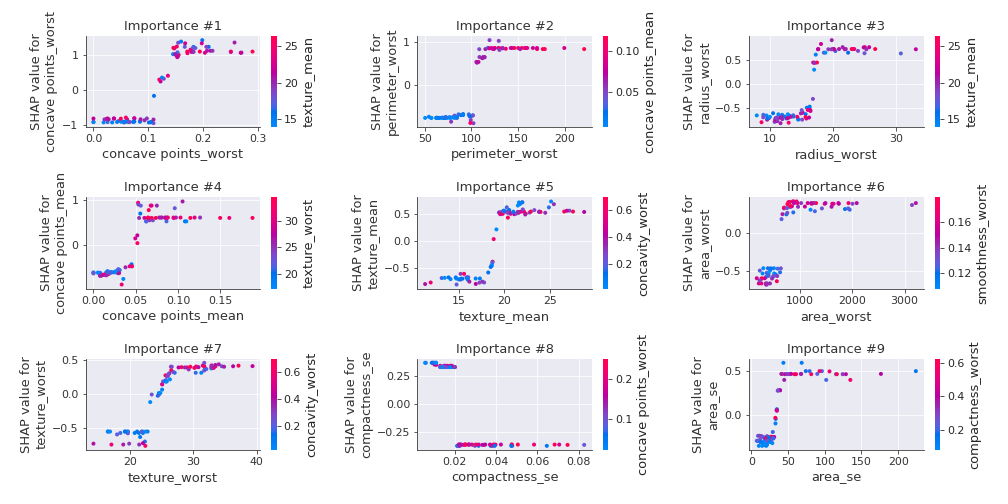 Importance #1
Importance #2
Importance #3
SHAP value for
concave points_worst
1
0
−1
0.0
0.1
0.2
0.3
concave points_worst
25
20
15
texture_mean
SHAP value for
perimeter_worst
1
0
50
100
150
200
perimeter_worst
0.10
0.05
concave points_mean
SHAP value for
radius_worst
0.5
0.0
−0.5
10
20
30
radius_worst
25
20
15
texture_mean
Importance #4
Importance #5
Importance #6
SHAP value for
concave points_mean
1
0
0.00
0.05
0.10
0.15
concave points_mean
30
25
20
texture_worst
SHAP value for
texture_mean
0.5
0.0
−0.5
15
20
25
texture_mean
0.6
0.4
0.2
concavity_worst
SHAP value for
area_worst
0.0
−0.5
1000
2000
3000
area_worst
0.16
0.14
0.12
smoothness_worst
Importance #7
Importance #8
Importance #9
SHAP value for
texture_worst
0.5
0.0
−0.5
20
30
40
texture_worst
0.6
0.4
0.2
concavity_worst
SHAP value for
compactness_se
0.25
0.00
−0.25
0.02
0.04
0.06
0.08
compactness_se
0.2
0.1
concave points_worst
SHAP value for
area_se
0.5
0.0
0
50
100
150
200
area_se
0.6
0.4
0.2
compactness_worst